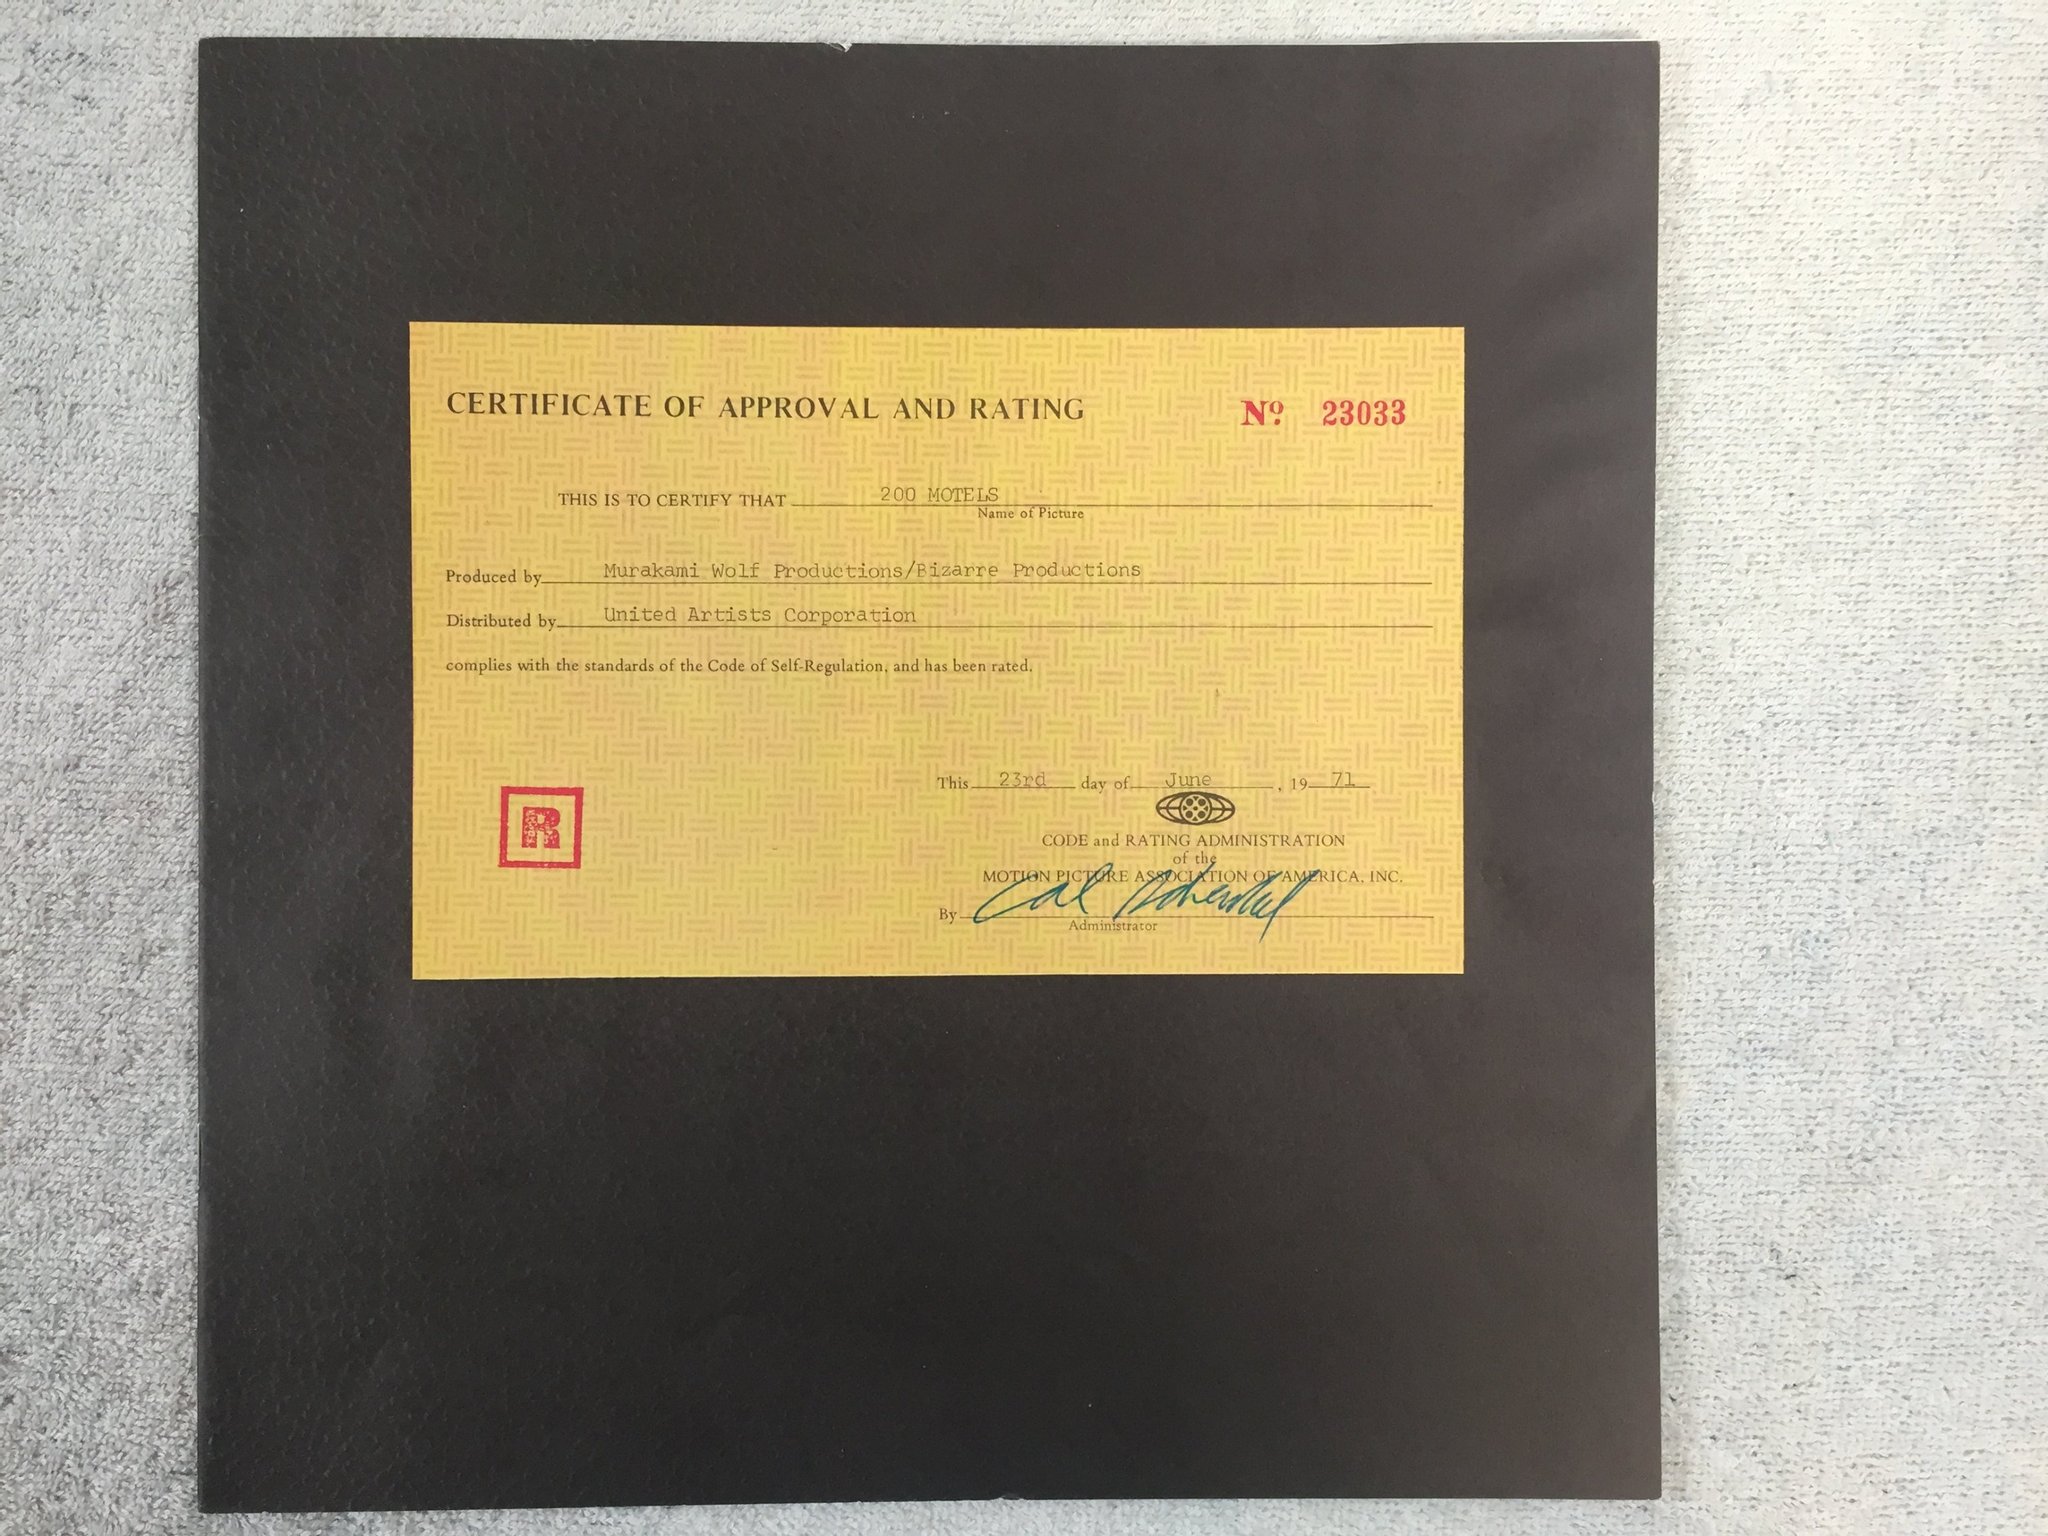 CERTIFICATE OF APPROVAL AND RATING Nº 23033
THIS IS TO CERTIFY THAT 200 MOTELS
Name of Picture
Produced by Murakami Wolf Productions/Bizarre Productions
Distributed by United Artists Corporation
complies with the standards of the Code of Self-Regulation, and has been rated.
This 23rd day of June, 19 71
R
CODE and RATING ADMINISTRATION
of the
MOTION PICTURE ASSOCIATION OF AMERICA, INC.
By Cal
Administrator